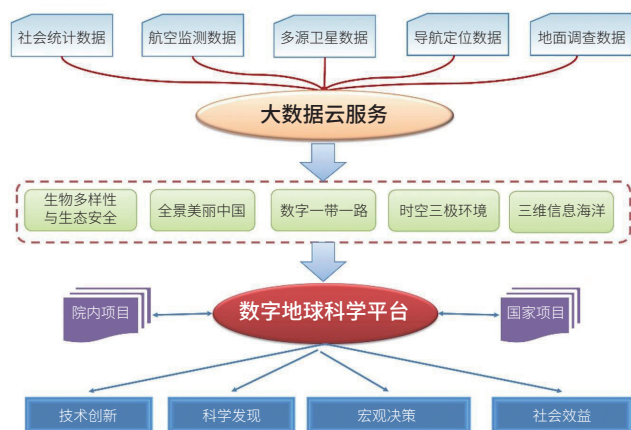 社会统计数据
航空监测数据
多源卫星数据
导航定位数据
地面调查数据
大数据云服务
生物多样性
与生态安全
全景美丽中国
数字一带一路
时空三极环境
三维信息海洋
院内项目
数字地球科学平台
国家项目
技术创新
科学发现
宏观决策
社会效益